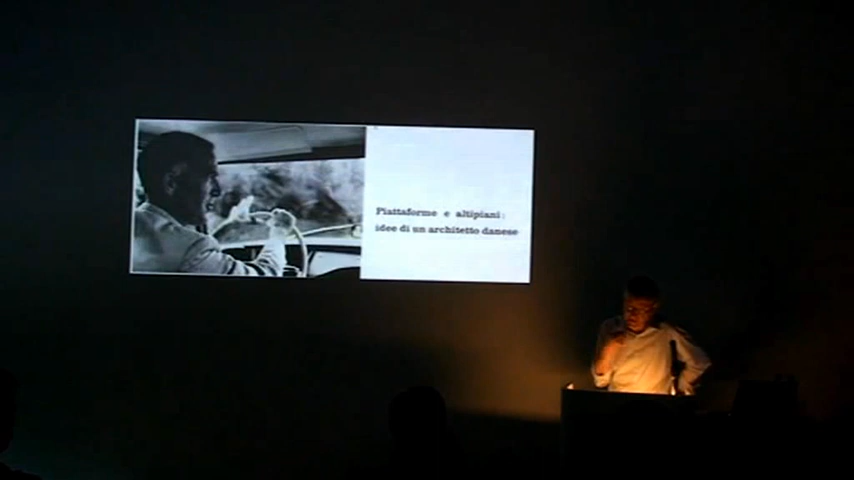 Piattaforme e altipiani:
idee di un architetto danese